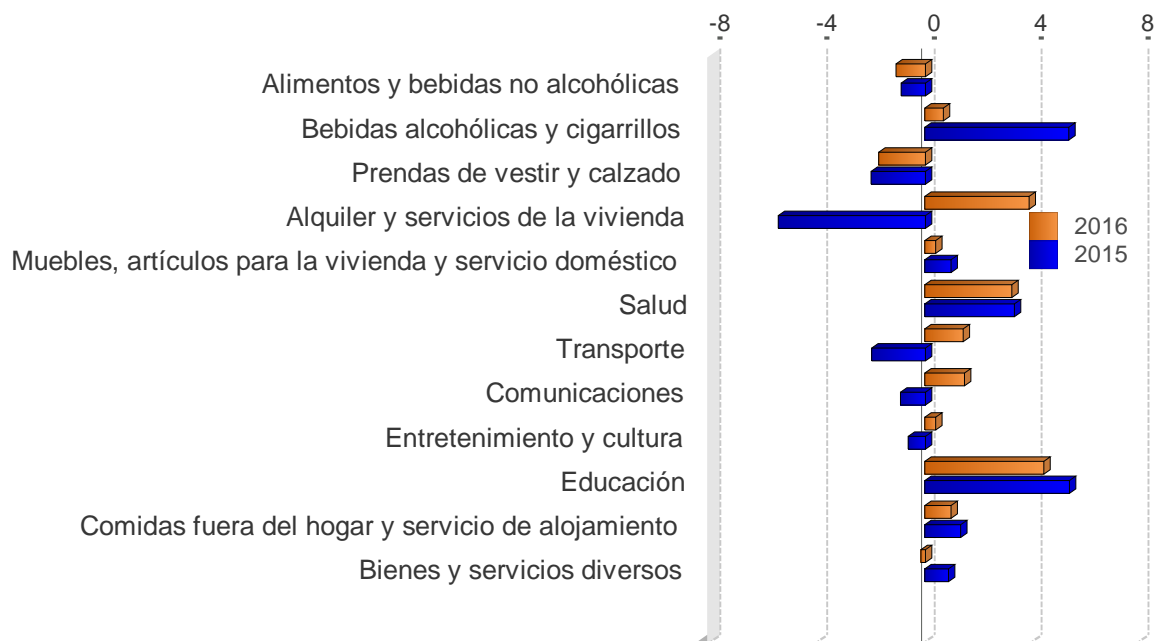 -8 -4 0 4 8
Alimentos y bebidas no alcohólicas
Bebidas alcohólicas y cigarrillos
Prendas de vestir y calzado
Alquiler y servicios de la vivienda
2016
2015
Muebles, artículos para la vivienda y servicio doméstico
Salud
Transporte
Comunicaciones
Entretenimiento y cultura
Educación
Comidas fuera del hogar y servicio de alojamiento
Bienes y servicios diversos